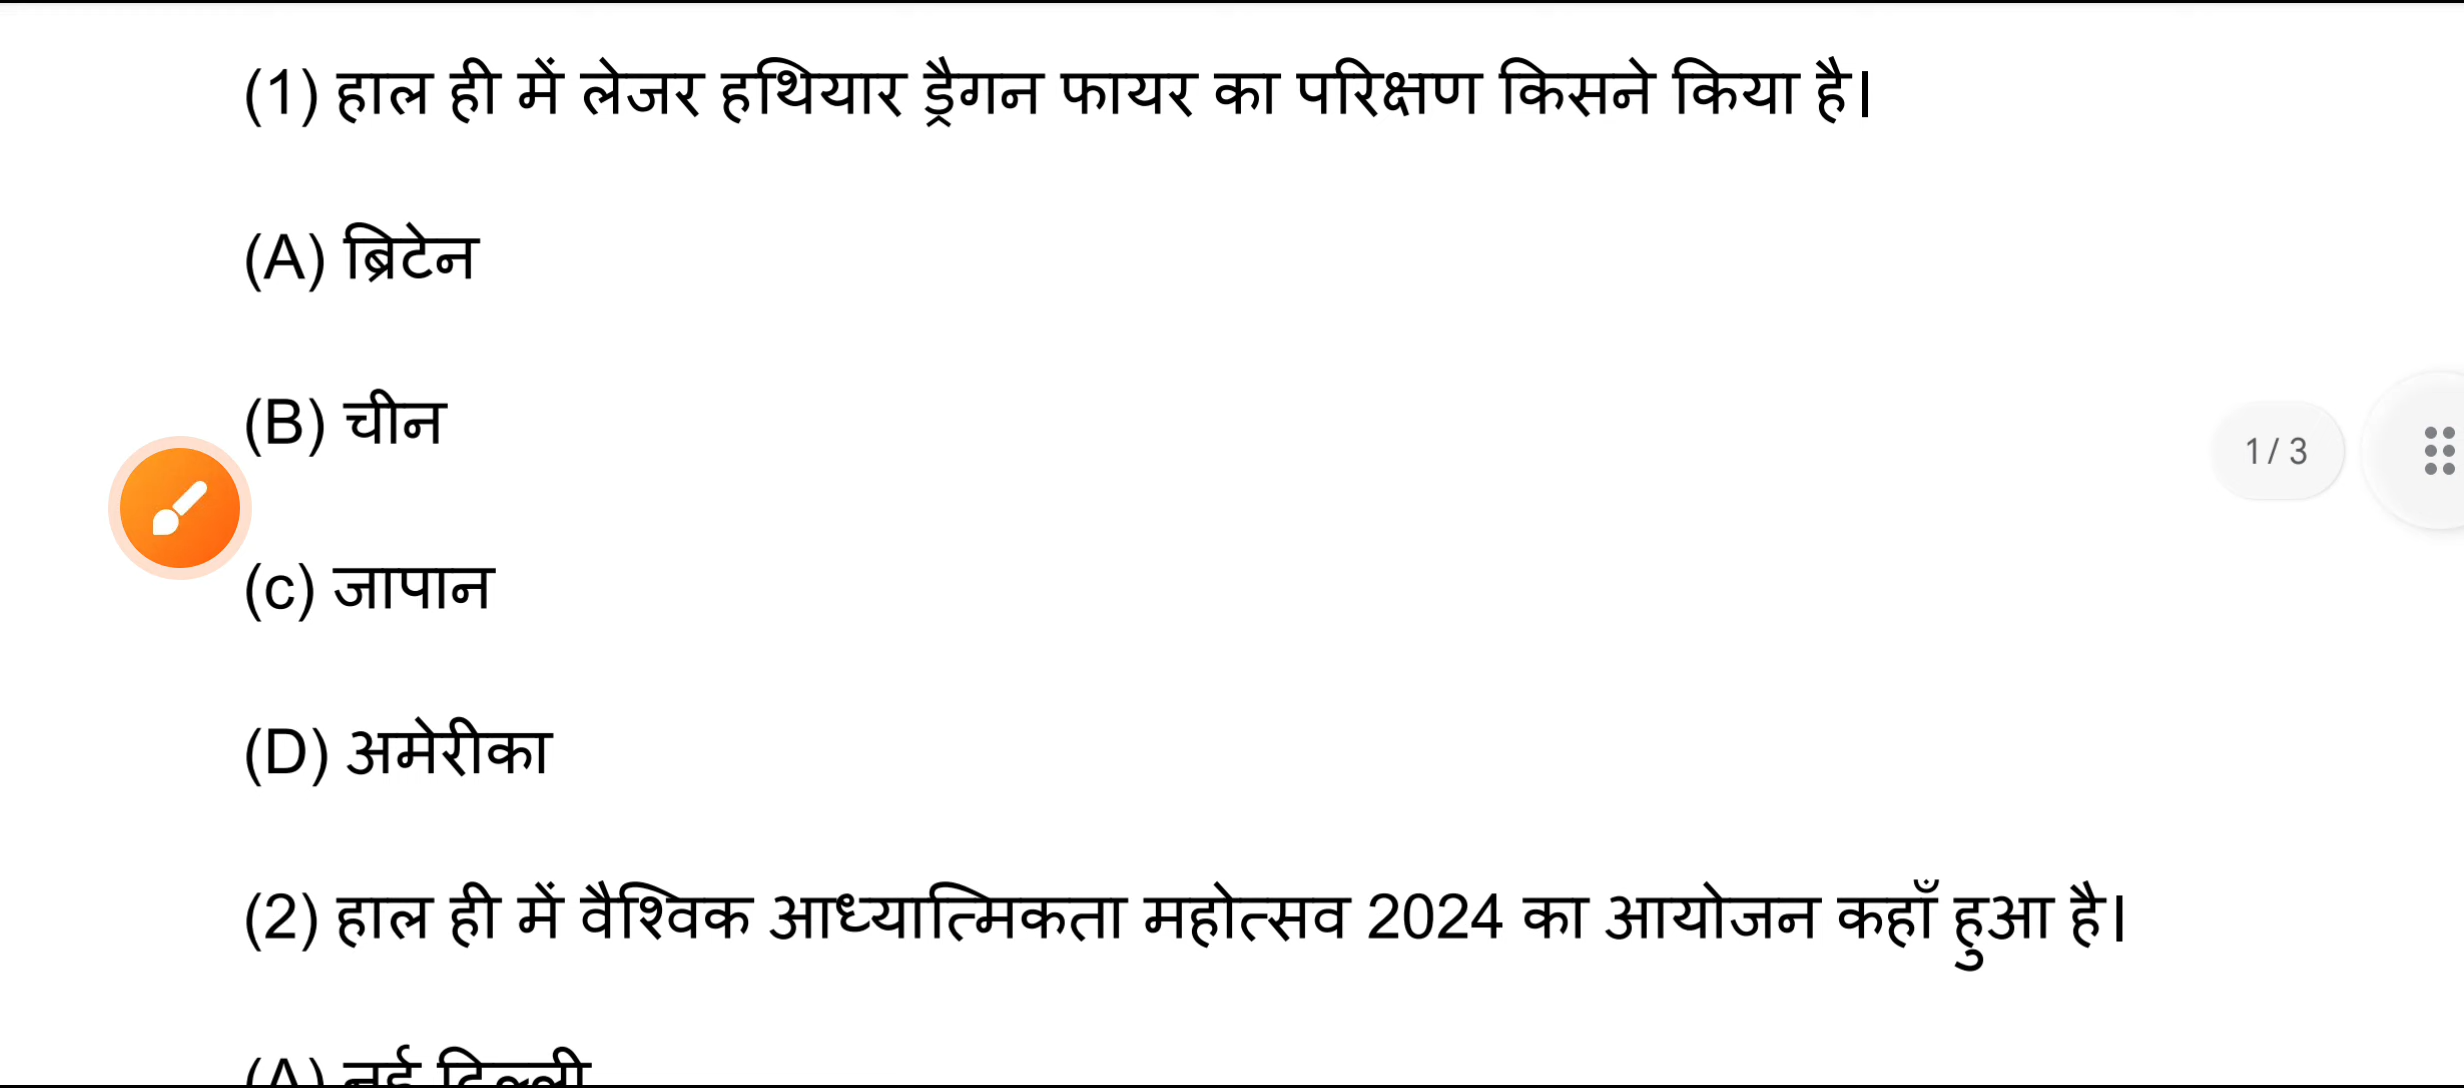 (1) हाल ही में लेजर हथियार ड्रैगन फायर का परिक्षण किसने किया है।
(A) ब्रिटेन
(B) चीन
1 / 3
(c) जापान
(D) अमेरीका
(2) हाल ही में वैश्विक आध्यात्मिकता महोत्सव 2024 का आयोजन कहाँ हुआ है।
(A) नई दिल्ली